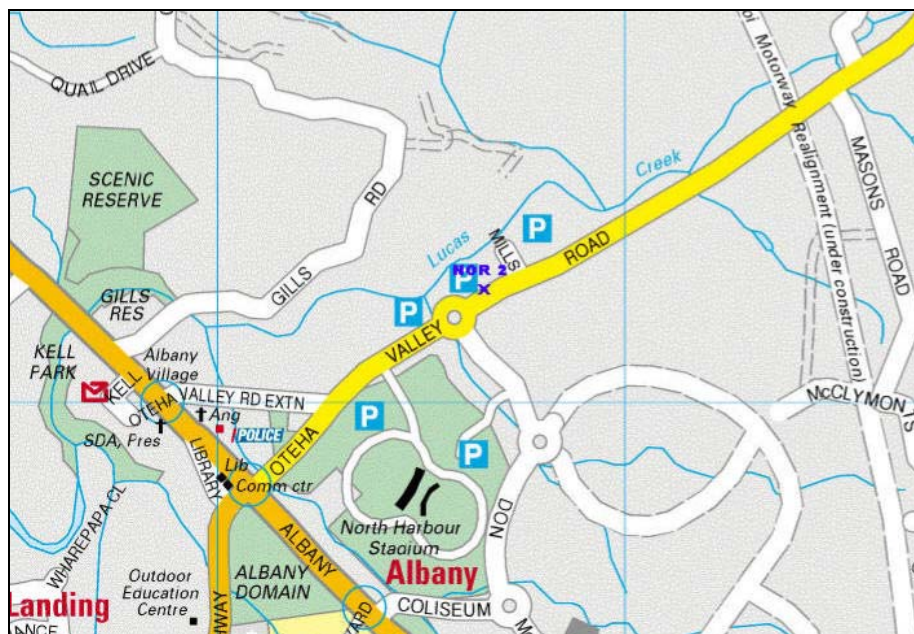 QUAIL DRIVE
SCENIC
RESERVE
RD
GILLS
GILLS
RES
KELL
PARK
Albany
Village
KELL
OTEHA
VALLEY RD EXTN
Ang
POLICE
SDA, Pres
LIBRARY
Lib
Comm ctr
OTEHA
VALLEY
ROAD
Lucas
Creek
MILLS
NOR 2
X
P
P
P
P
P
Motorway Realignment (under construction)
MASONS
ROAD
McCLYMONTS
DON
North Harbour
Stadium
Albany
ALBANY
ALBANY
DOMAIN
COLISEUM
WHAREPAPA CL
Outdoor
Education
Centre
Landing